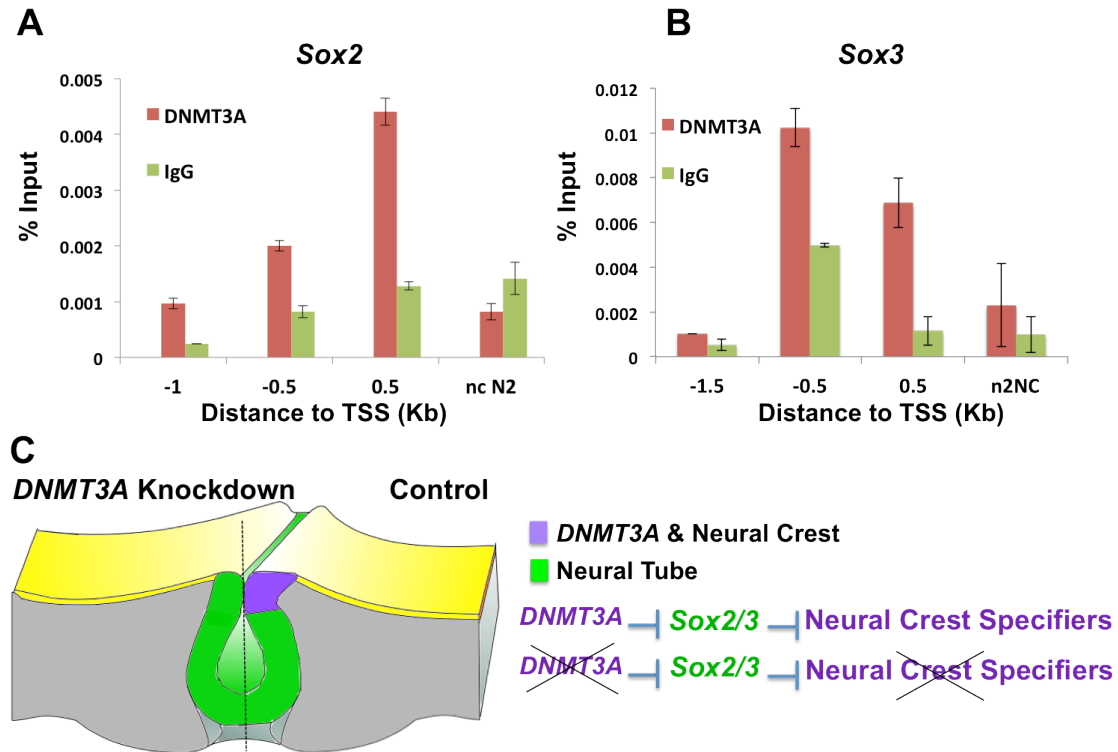 A
Sox2
0.005
0.004
0.003
0.002
0.001
0
% Input
DNMT3A
IgG
-1
-0.5
0.5
nc N2
Distance to TSS (Kb)
B
Sox3
0.012
0.01
0.008
0.006
0.004
0.002
0
% Input
DNMT3A
IgG
-1.5
-0.5
0.5
n2NC
Distance to TSS (Kb)
C
DNMT3A Knockdown
Control
DNMT3A & Neural Crest
Neural Tube
DNMT3A Sox2/3 Neural Crest Specifiers
DNMT3A Sox2/3 Neural Crest Specifiers